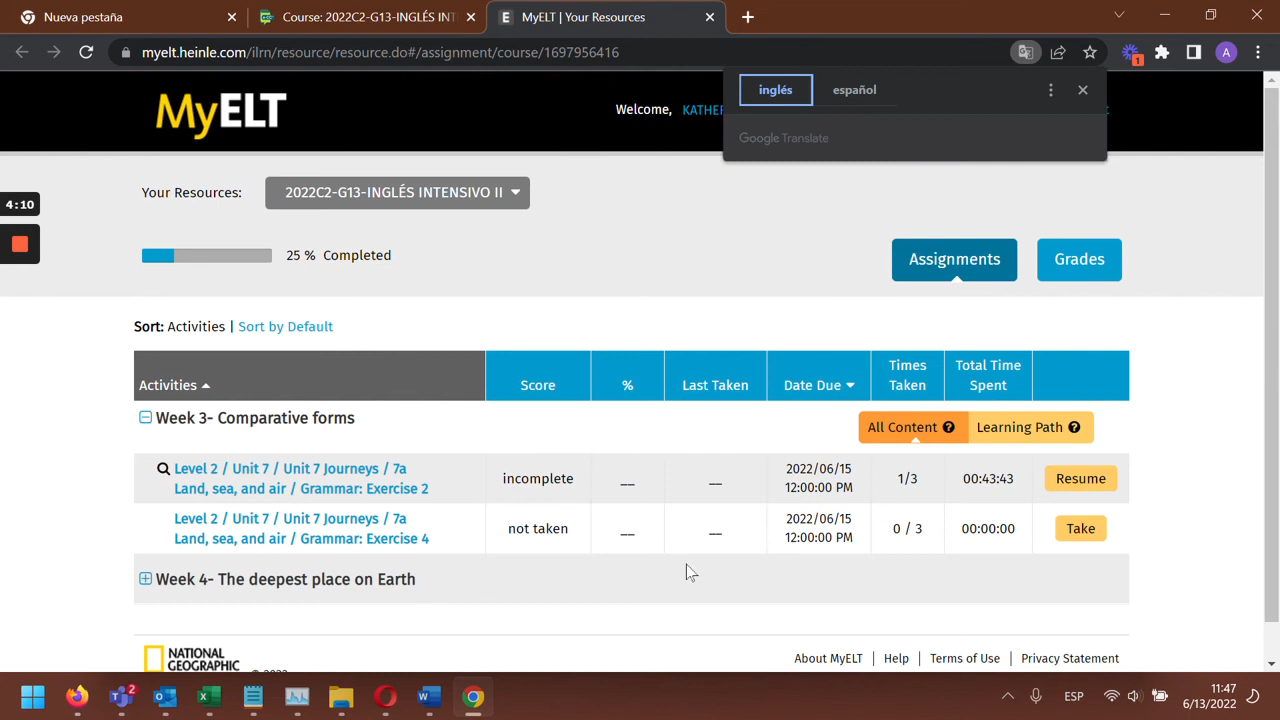 Nueva pestaña
Course: 2022C2-G13-INGLÉS INT
MyELT | Your Resources
myelt.heinle.com/ilrn/resource/resource.do#/assignment/course/1697956416
1
A
inglés
español
Google Translate
MyELT
Welcome, KATHER
Your Resources:
2022C2-G13-INGLÉS INTENSIVO II
4:10
25 % Completed
Assignments
Grades
Sort: Activities | Sort by Default
Activities
Score
%
Last Taken
Date Due
Times Taken
Total Time Spent
Week 3- Comparative forms
All Content
Learning Path
Level 2 / Unit 7 / Unit 7 Journeys / 7a
Land, sea, and air / Grammar: Exercise 2
incomplete
__
__
2022/06/15
12:00:00 PM
1/3
00:43:43
Resume
Level 2 / Unit 7 / Unit 7 Journeys / 7a
Land, sea, and air / Grammar: Exercise 4
not taken
__
__
2022/06/15
12:00:00 PM
0 / 3
00:00:00
Take
Week 4- The deepest place on Earth
NATIONAL
GEOGRAPHIC
About MyELT | Help | Terms of Use | Privacy Statement
2
ESP
11:47
6/13/2022